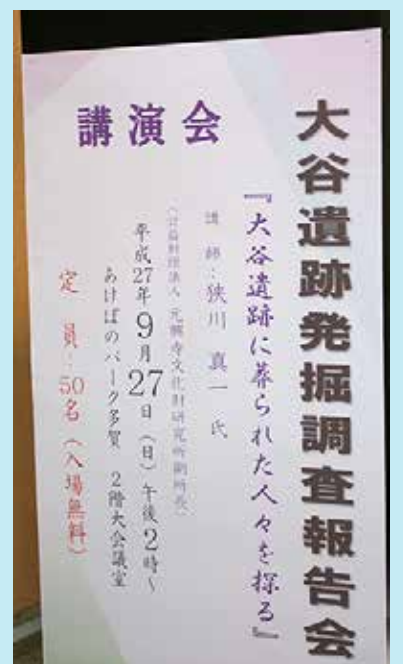 大谷遺跡発掘調査報告会
講演会
『大谷遺跡に葬られた人々を探る』
講師:狭川真一氏
(公益財団法人 元興寺文化財研究所副所長)
平成27年9月27日(日)午後2時~
あけぼのパーク多賀 2階大会議室
定員:50名(入場無料)